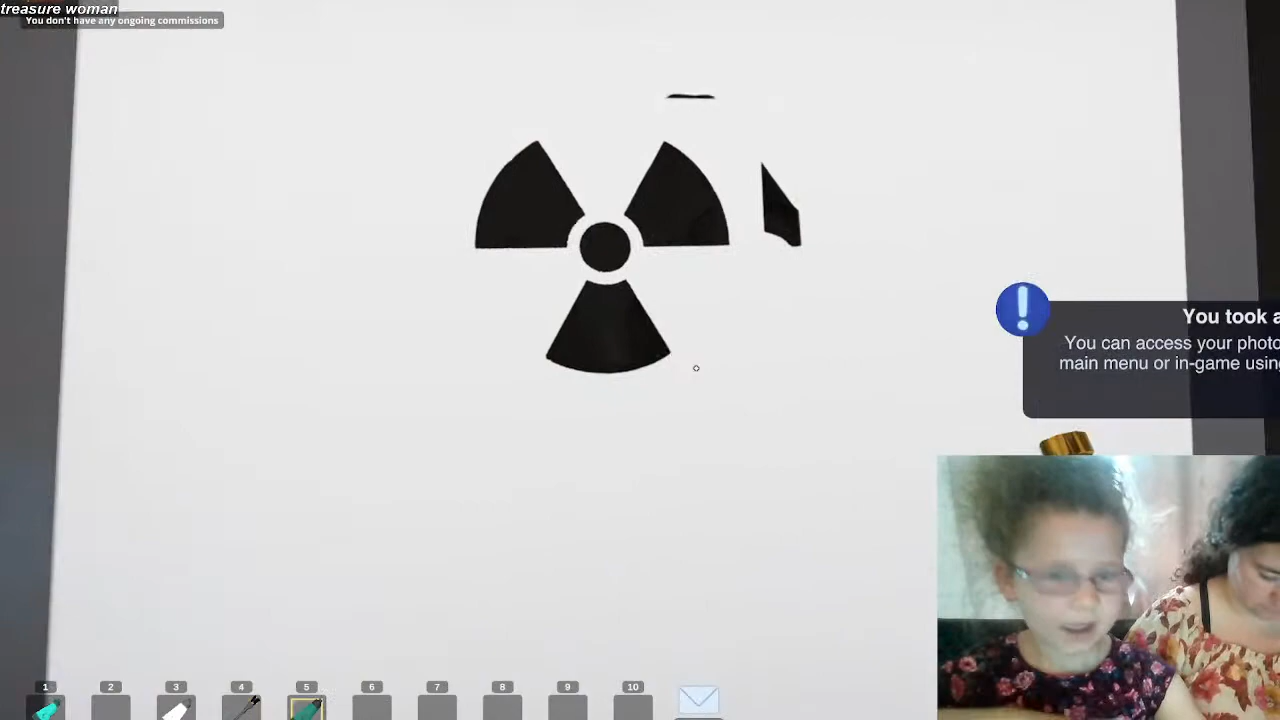 treasure woman
You don't have any ongoing commissions
You took a
You can access your photo
main menu or in-game using
1 2 3 4 5 6 7 8 9 10